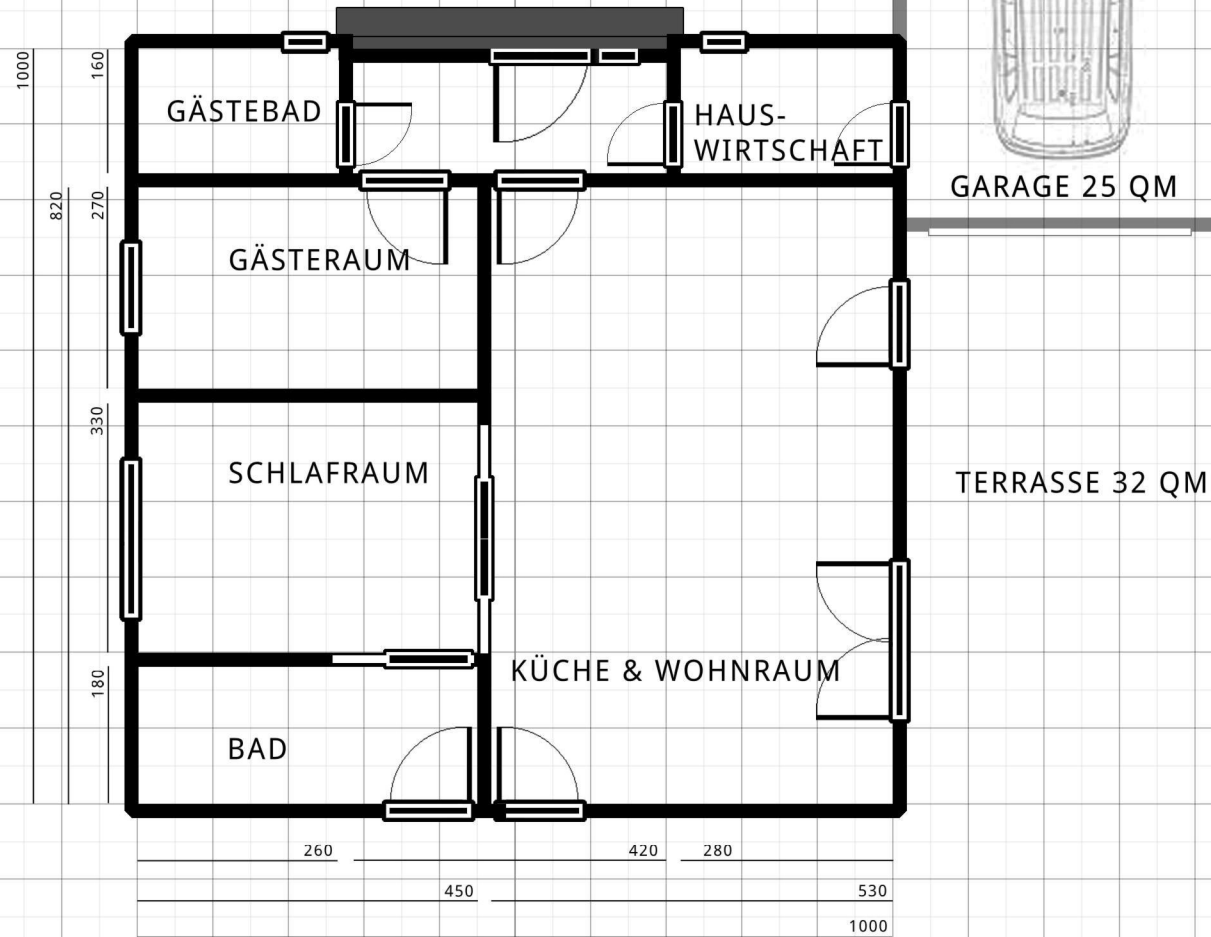 1000
160
GÄSTEBAD
HAUS-
WIRTSCHAFT
GARAGE 25 QM
820
270
GÄSTERAUM
330
SCHLAFRAUM
TERRASSE 32 QM
180
KÜCHE & WOHNRAUM
BAD
260
420
280
450
530
1000